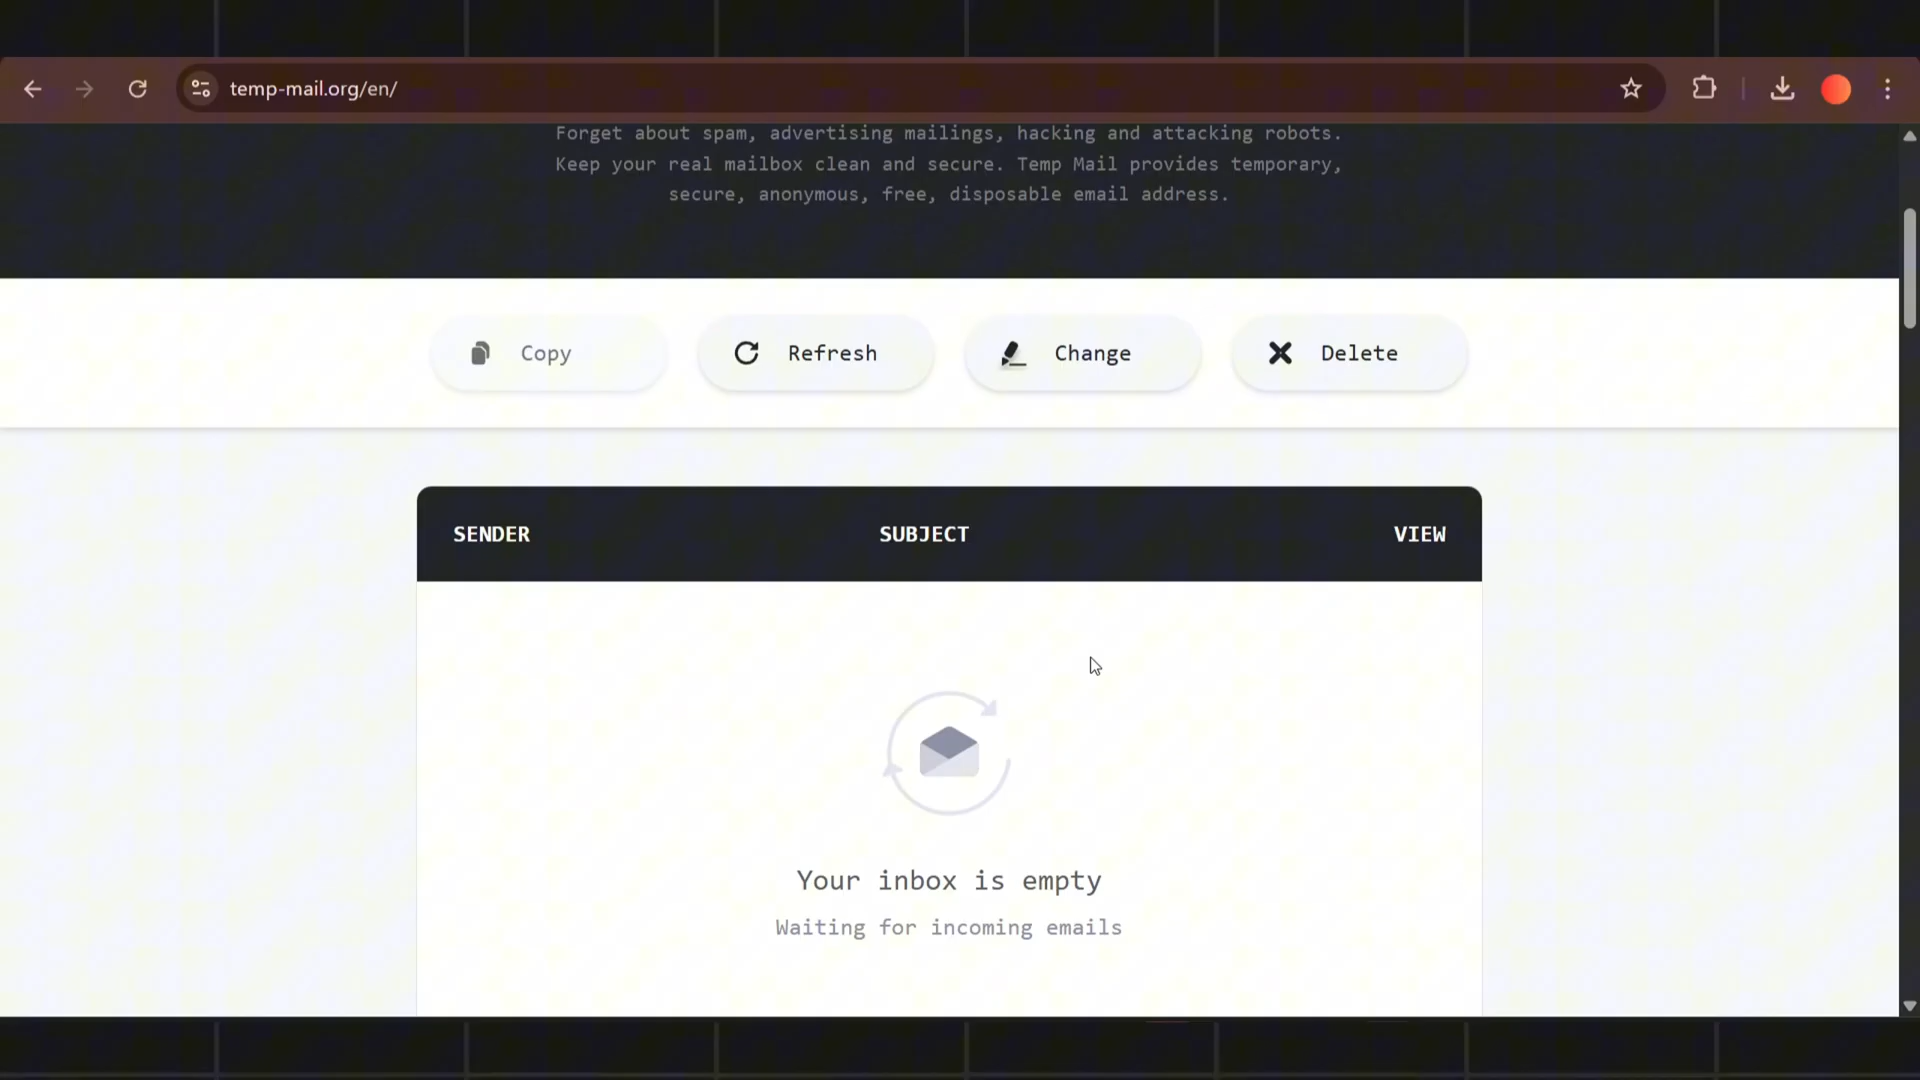 temp-mail.org/en/
Forget about spam, advertising mailings, hacking and attacking robots.
Keep your real mailbox clean and secure. Temp Mail provides temporary,
secure, anonymous, free, disposable email address.
Copy
Refresh
Change
Delete
SENDER
SUBJECT
VIEW
Your inbox is empty
Waiting for incoming emails